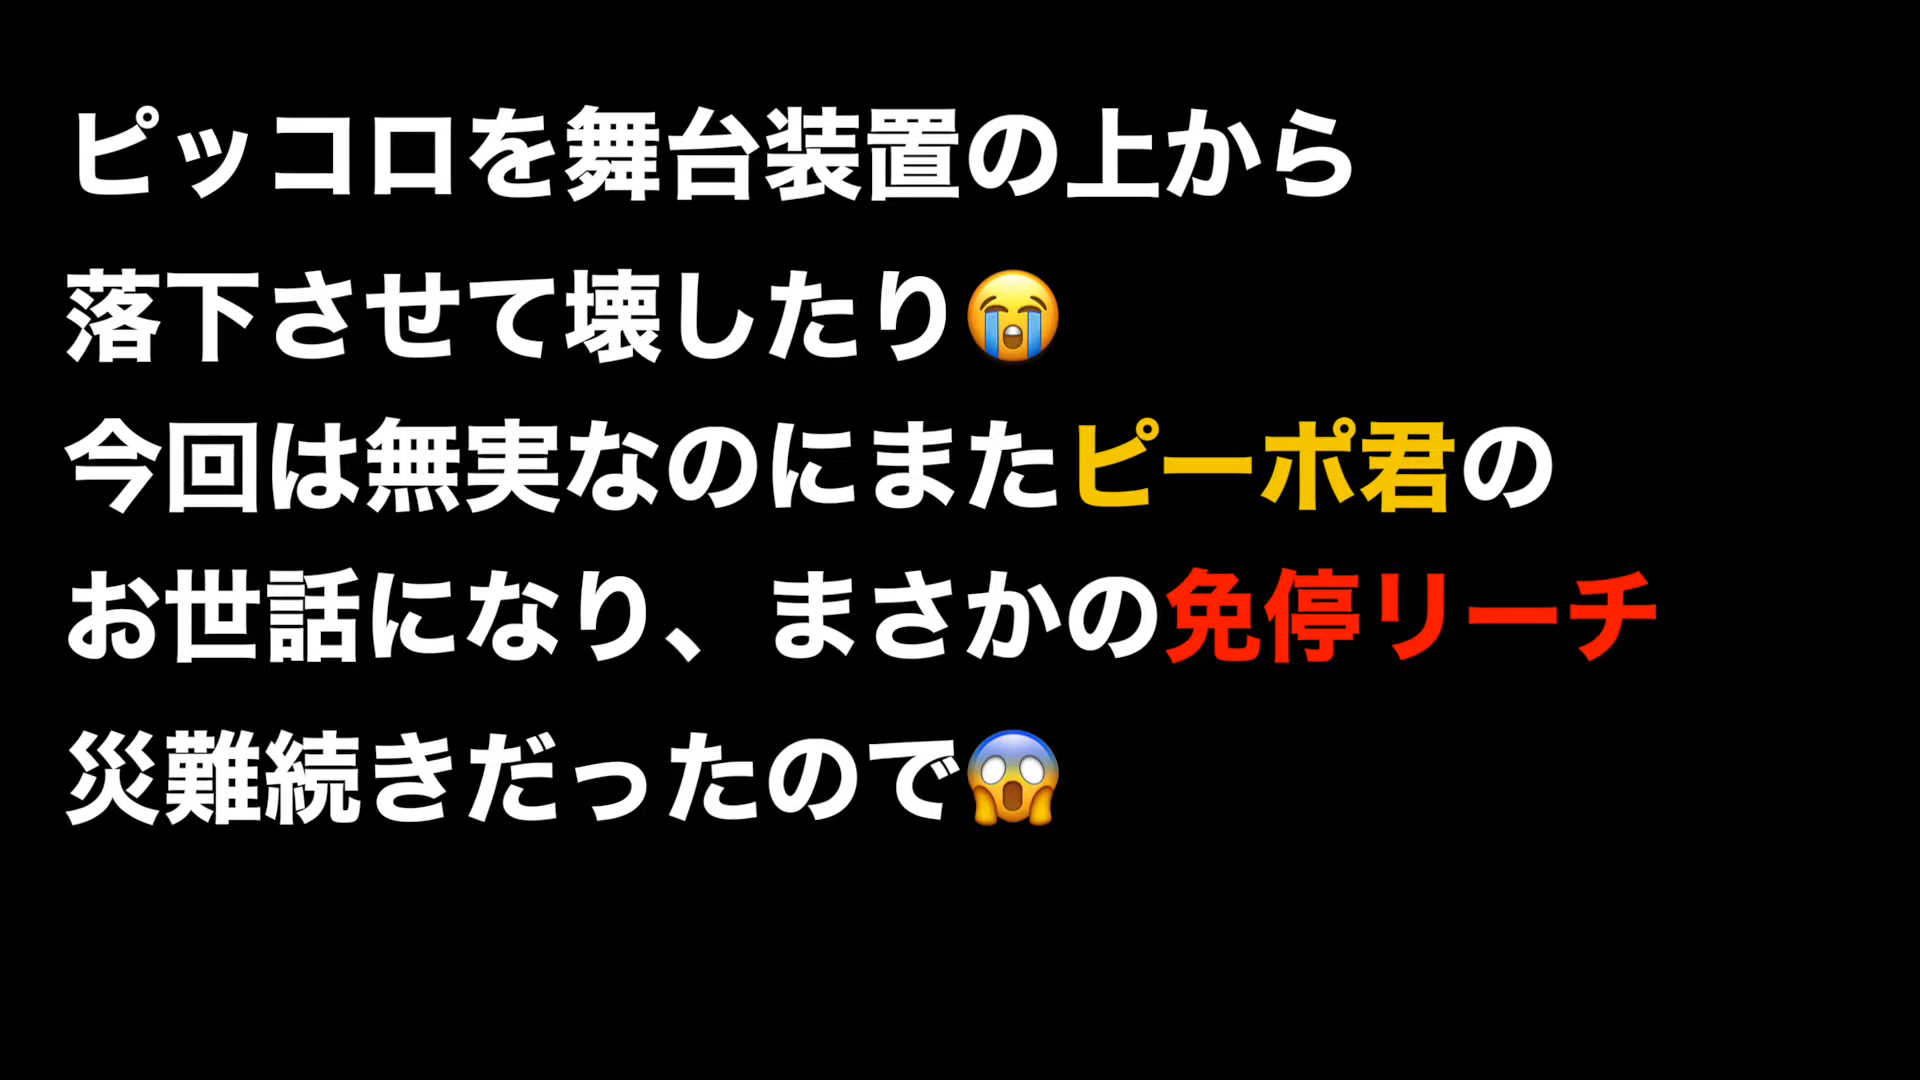 ピッコロを舞台装置の上から
落下させて壊したり😭
今回は無実なのにまたピーポ君の
お世話になり、まさかの免停リーチ
災難続きだったので😱